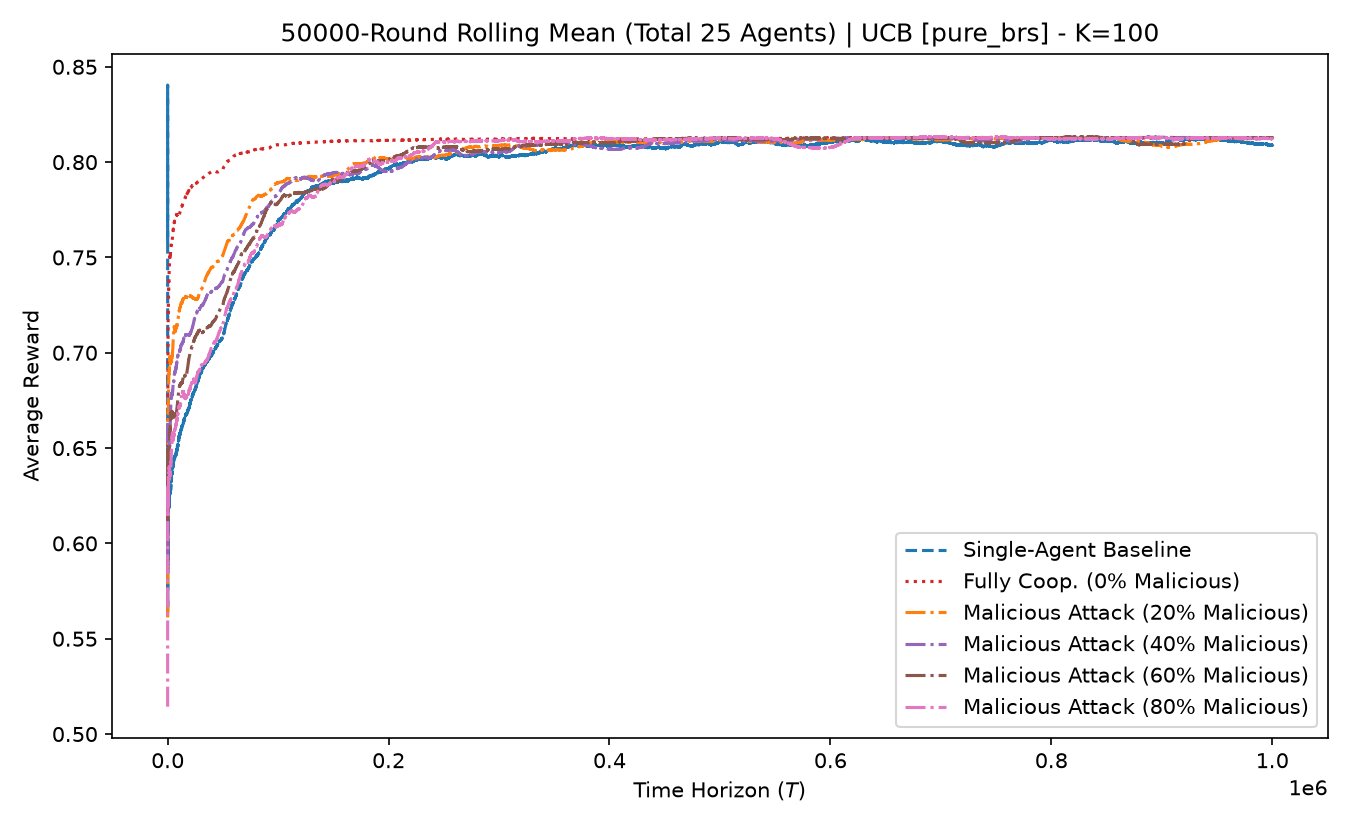 50000-Round Rolling Mean (Total 25 Agents) | UCB [pure_brs] - K=100
0.85
0.80
0.75
0.70
0.65
0.60
0.55
0.50
Average Reward
Single-Agent Baseline
Fully Coop. (0% Malicious)
Malicious Attack (20% Malicious)
Malicious Attack (40% Malicious)
Malicious Attack (60% Malicious)
Malicious Attack (80% Malicious)
0.0 0.2 0.4 0.6 0.8 1.0
1e6
Time Horizon (T)